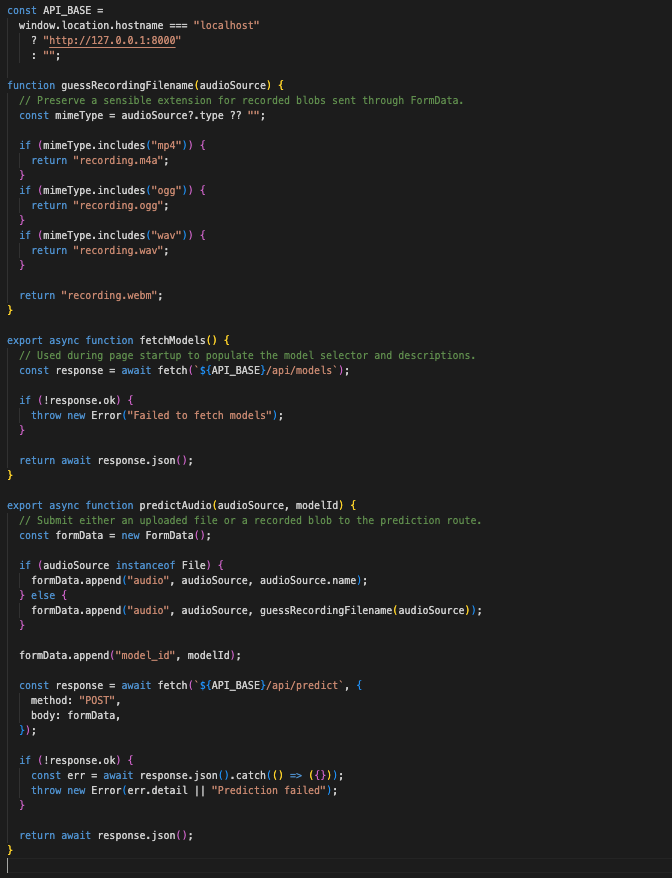 const API_BASE =
  window.location.hostname === "localhost"
    ? "http://127.0.0.1:8000"
    : "";

function guessRecordingFilename(audioSource) {
  // Preserve a sensible extension for recorded blobs sent through FormData.
  const mimeType = audioSource?.type ?? "";

  if (mimeType.includes("mp4")) {
    return "recording.m4a";
  }
  if (mimeType.includes("ogg")) {
    return "recording.ogg";
  }
  if (mimeType.includes("wav")) {
    return "recording.wav";
  }

  return "recording.webm";
}

export async function fetchModels() {
  // Used during page startup to populate the model selector and descriptions.
  const response = await fetch(`${API_BASE}/api/models`);

  if (!response.ok) {
    throw new Error("Failed to fetch models");
  }

  return await response.json();
}

export async function predictAudio(audioSource, modelId) {
  // Submit either an uploaded file or a recorded blob to the prediction route.
  const formData = new FormData();

  if (audioSource instanceof File) {
    formData.append("audio", audioSource, audioSource.name);
  } else {
    formData.append("audio", audioSource, guessRecordingFilename(audioSource));
  }

  formData.append("model_id", modelId);

  const response = await fetch(`${API_BASE}/api/predict`, {
    method: "POST",
    body: formData,
  });

  if (!response.ok) {
    const err = await response.json().catch(() => ({}));
    throw new Error(err.detail || "Prediction failed");
  }

  return await response.json();
}